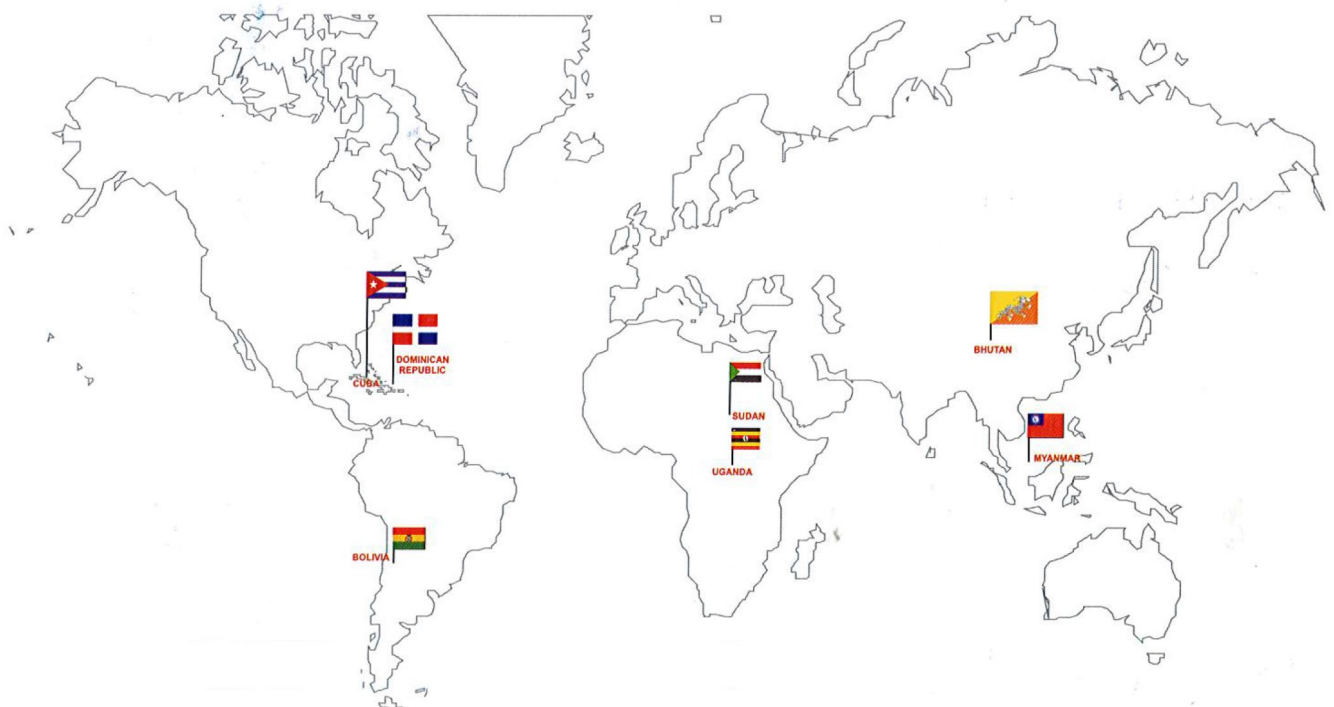 BHUTAN
DOMINICAN
REPUBLIC
CUBA
SUDAN
MYANMAR
UGANDA
BOLIVIA